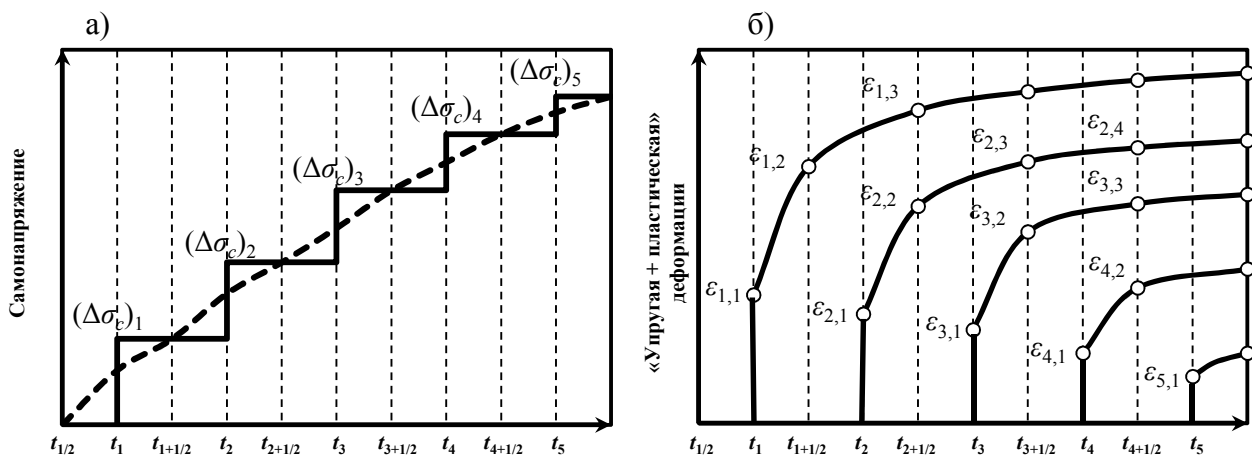 а)
Самонапряжение
(Δσc)1
(Δσc)2
(Δσc)3
(Δσc)4
(Δσc)5
t1/2 t1 t1+1/2 t2 t2+1/2 t3 t3+1/2 t4 t4+1/2 t5
б)
«Упругая + пластическая»
деформации
ε1,1
ε1,2
ε1,3
ε2,1
ε2,2
ε2,3
ε2,4
ε3,1
ε3,2
ε3,3
ε4,1
ε4,2
ε5,1
t1/2 t1 t1+1/2 t2 t2+1/2 t3 t3+1/2 t4 t4+1/2 t5